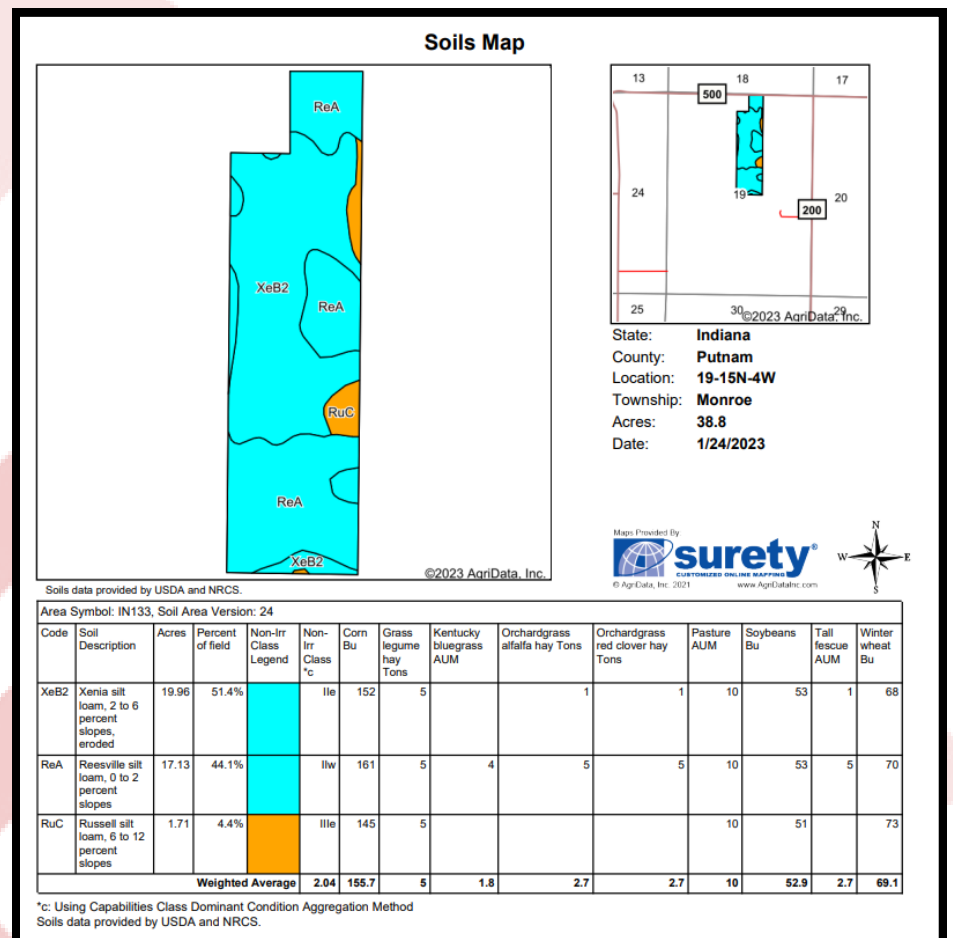 Soils Map
ReA
XeB2
ReA
RuC
ReA
XeB2
©2023 AgriData, Inc.
13
18
17
500
24
19
20
200
25
30
29
©2023 AgriData, Inc.
State: Indiana
County: Putnam
Location: 19-15N-4W
Township: Monroe
Acres: 38.8
Date: 1/24/2023
Maps Provided By
surety®
CUSTOMIZED ONLINE MAPPING
© AgriData, Inc. 2021 www.AgriDataInc.com
N
W E
S
Soils data provided by USDA and NRCS.
Area Symbol: IN133, Soil Area Version: 24
Code Soil Description Acres Percent of field Non-Irr Class Legend Non-Irr Class *c Corn Bu Grass legume hay Tons Kentucky bluegrass AUM Orchardgrass alfalfa hay Tons Orchardgrass red clover hay Tons Pasture AUM Soybeans Bu Tall fescue AUM Winter wheat Bu
XeB2 Xenia silt loam, 2 to 6 percent slopes, eroded 19.96 51.4% IIe 152 5 1 1 10 53 1 68
ReA Reesville silt loam, 0 to 2 percent slopes 17.13 44.1% IIw 161 5 4 5 5 10 53 5 70
RuC Russell silt loam, 6 to 12 percent slopes 1.71 4.4% IIIe 145 5 10 51 73
Weighted Average 2.04 155.7 5 1.8 2.7 2.7 10 52.9 2.7 69.1
*c: Using Capabilities Class Dominant Condition Aggregation Method
Soils data provided by USDA and NRCS.